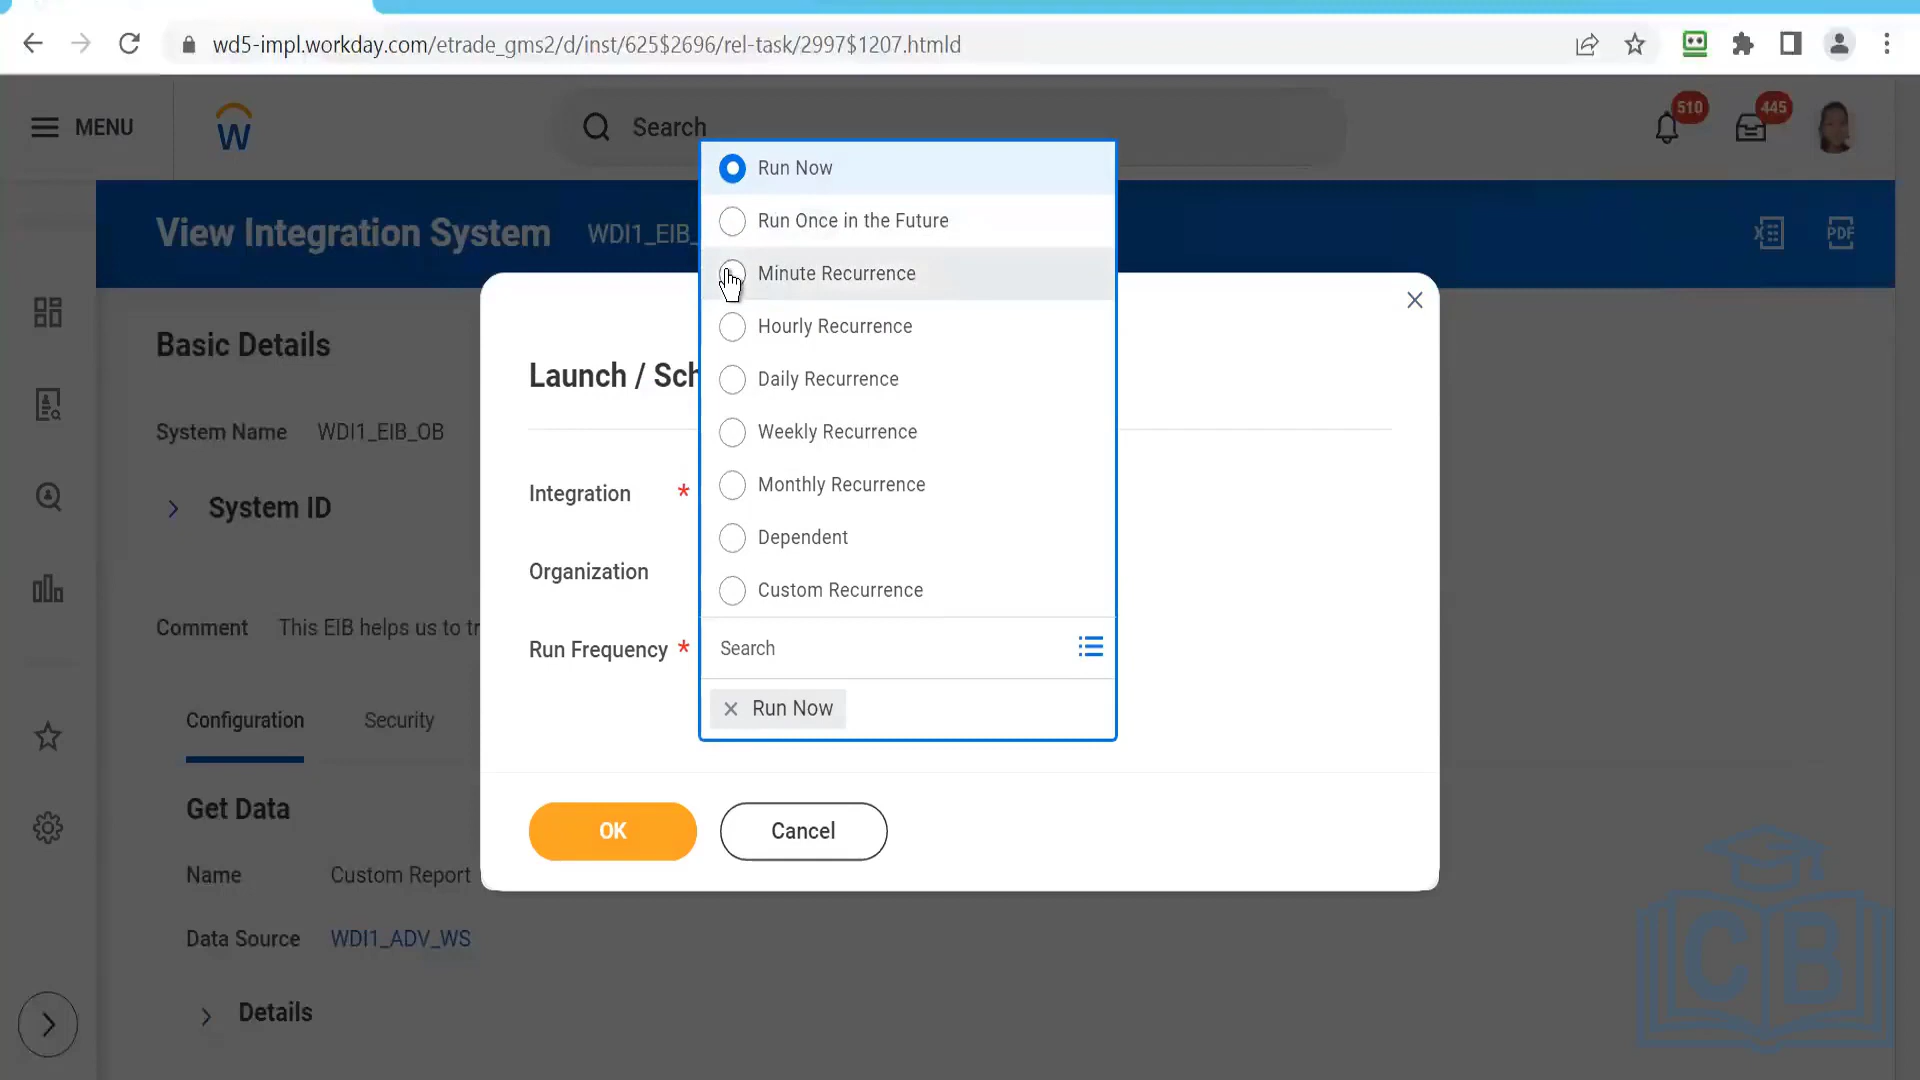 wd5-impl.workday.com/etrade_gms2/d/inst/625$2696/rel-task/2997$1207.htmld
MENU
Search
510
445
View Integration System WDI1_EIB_
PDF
Run Now
Run Once in the Future
Minute Recurrence
Hourly Recurrence
Daily Recurrence
Weekly Recurrence
Monthly Recurrence
Dependent
Custom Recurrence
Search
Run Now
Basic Details
System Name WDI1_EIB_OB
System ID
Comment This EIB helps us to tr
Configuration Security
Get Data
Name Custom Report
Data Source WDI1_ADV_WS
Details
Launch / Sch
Integration *
Organization
Run Frequency *
OK Cancel
CB